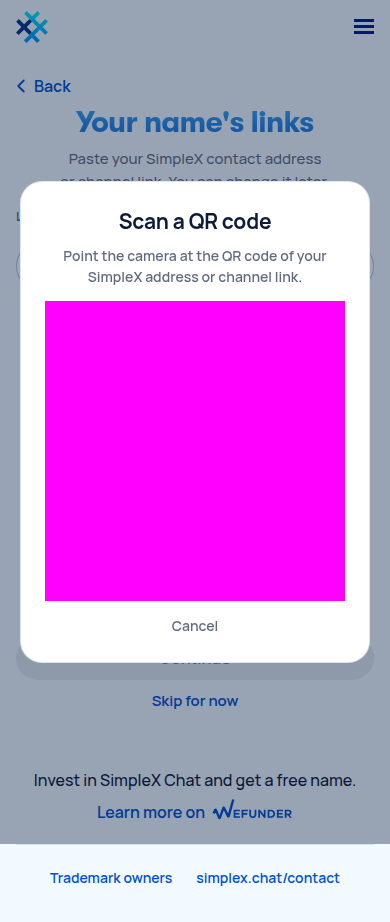 Back
Your name's links
Paste your SimpleX contact address
Scan a QR code
Point the camera at the QR code of your
SimpleX address or channel link.
Cancel
Skip for now
Invest in SimpleX Chat and get a free name.
Learn more on WEFUNDER
Trademark owners simplex.chat/contact